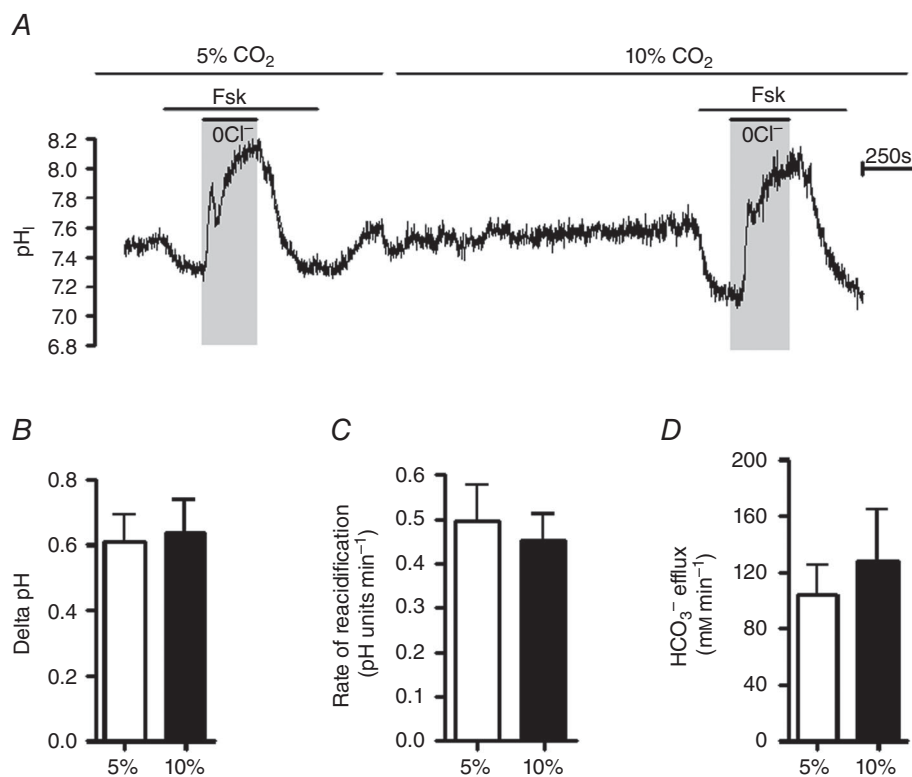 A
5% CO₂
10% CO₂
Fsk
Fsk
0Cl⁻
0Cl⁻
250s
8.2
8.0
7.8
7.6
7.4
7.2
7.0
6.8
pHᵢ
B
C
D
0.8
0.6
0.4
0.2
0.0
Delta pH
5%
10%
0.6
0.5
0.4
0.3
0.2
0.1
0.0
Rate of reacidification
(pH units min⁻¹)
5%
10%
200
160
120
80
40
0
HCO₃⁻ efflux
(mM min⁻¹)
5%
10%